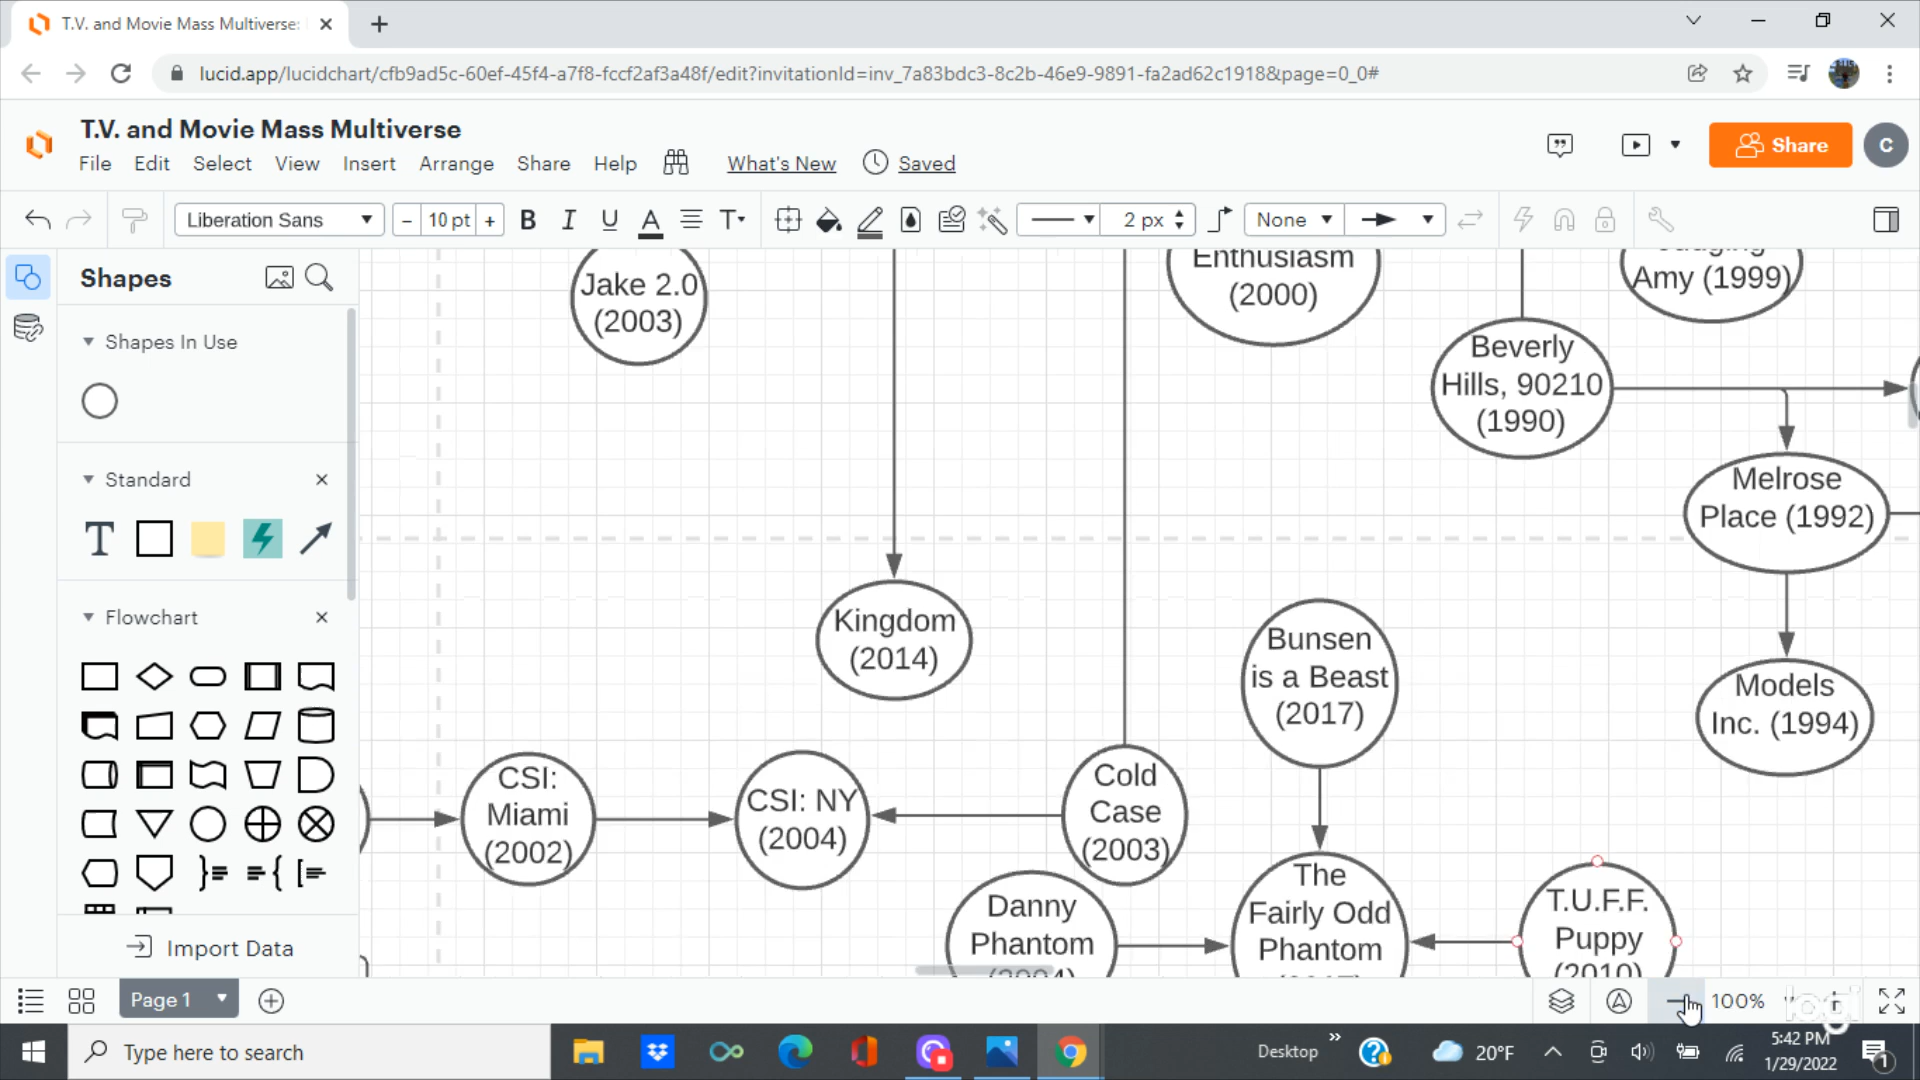 T.V. and Movie Mass Multiverse:
lucid.app/lucidchart/cfb9ad5c-60ef-45f4-a7f8-fccf2af3a48f/edit?invitationId=inv_7a83bdc3-8c2b-46e9-9891-fa2ad62c1918&page=0_0#
T.V. and Movie Mass Multiverse
File Edit Select View Insert Arrange Share Help What's New Saved
Share
C
Liberation Sans
- 10 pt +
B I U A T
2 px
None
Shapes
Shapes In Use
Standard
T
Flowchart
Import Data
Jake 2.0
(2003)
Enthusiasm
(2000)
Amy (1999)
Beverly
Hills, 90210
(1990)
Melrose
Place (1992)
Kingdom
(2014)
Bunsen
is a Beast
(2017)
Models
Inc. (1994)
CSI:
Miami
(2002)
CSI: NY
(2004)
Cold
Case
(2003)
Danny
Phantom
(2004)
The
Fairly Odd
Phantom
T.U.F.F.
Puppy
(2010)
Page 1
100%
logi
Type here to search
Desktop
20°F
5:42 PM
1/29/2022
1